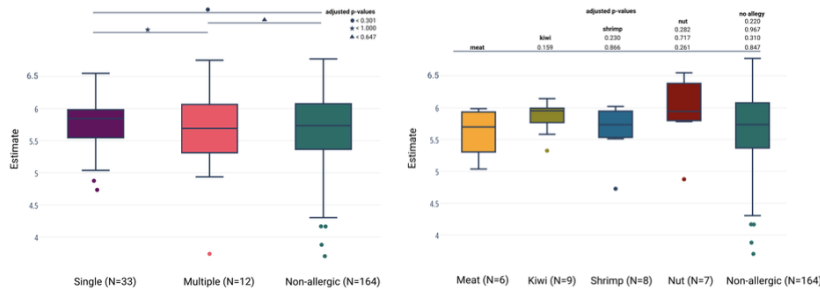 adjusted p-values
● < 0.301
★ < 1.000
▲ < 0.647
●
★
▲
Estimate
6.5
6
5.5
5
4.5
4
Single (N=33)
Multiple (N=12)
Non-allergic (N=164)
adjusted p-values
no allegy
nut
0.220
shrimp
0.282
0.967
kiwi
0.230
0.717
0.310
meat
0.159
0.866
0.261
0.847
Estimate
6.5
6
5.5
5
4.5
4
Meat (N=6)
Kiwi (N=9)
Shrimp (N=8)
Nut (N=7)
Non-allergic (N=164)